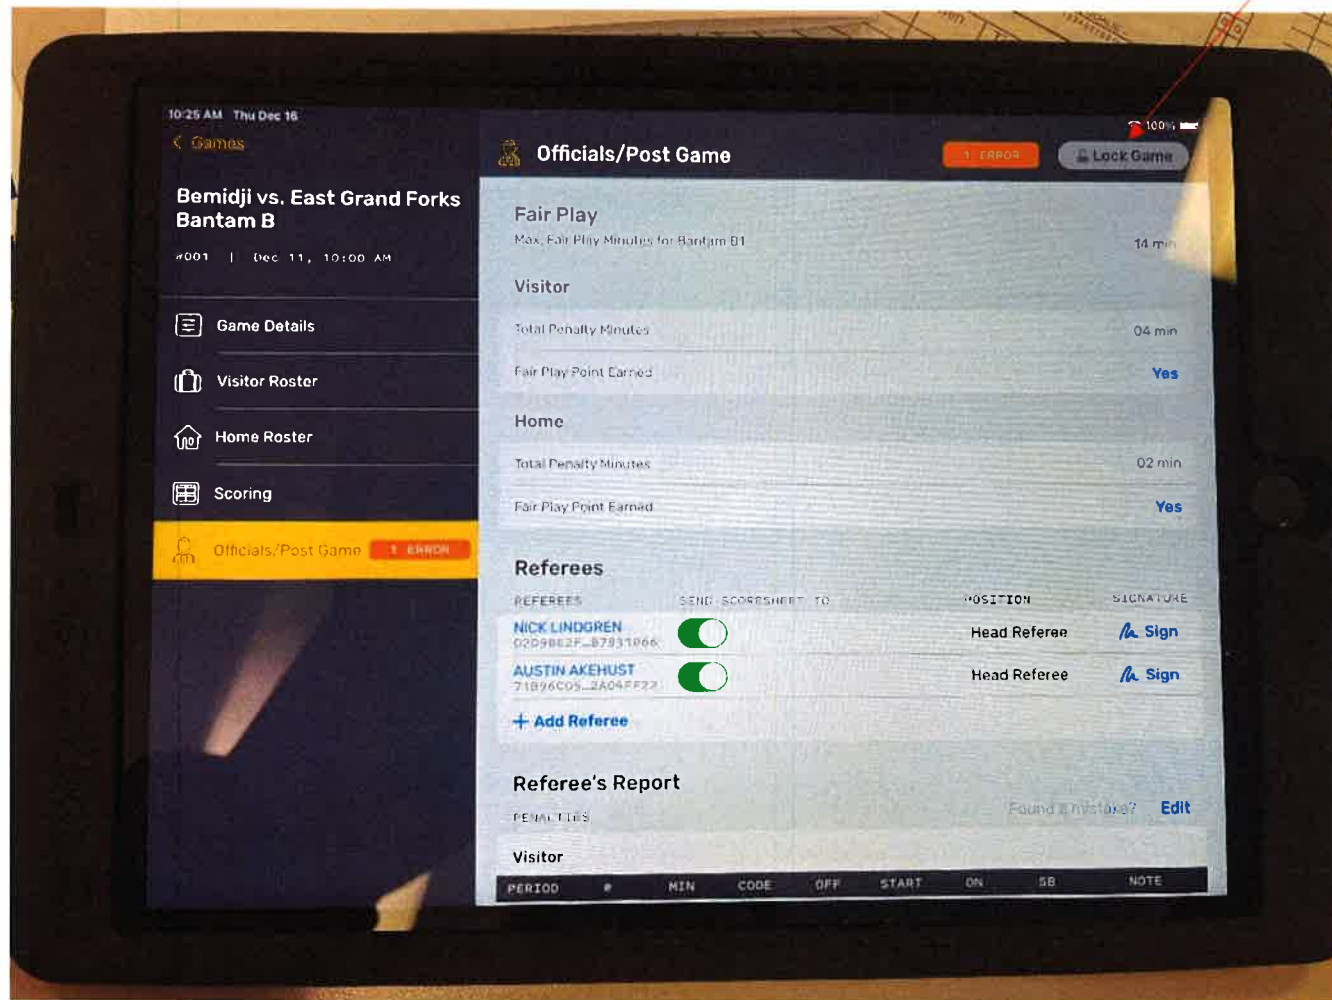 10:25 AM Thu Dec 16
100%
< Games
Officials/Post Game
1 ERROR
Lock Game
Bemidji vs. East Grand Forks
Bantam B
#001 | Dec 11, 10:00 AM
Game Details
Visitor Roster
Home Roster
Scoring
Officials/Post Game 1 ERROR
Fair Play
Max. Fair Play Minutes for Bantam B1
14 min
Visitor
Total Penalty Minutes 04 min
Fair Play Point Earned Yes
Home
Total Penalty Minutes 02 min
Fair Play Point Earned Yes
Referees
REFEREES SEND SCORESHEET TO POSITION SIGNATURE
NICK LINDGREN Head Referee Sign
AUSTIN AKEHUST Head Referee Sign
+ Add Referee
Referee's Report
PENALTIES Found a mistake? Edit
Visitor
PERIOD # MIN CODE OFF START ON SB NOTE